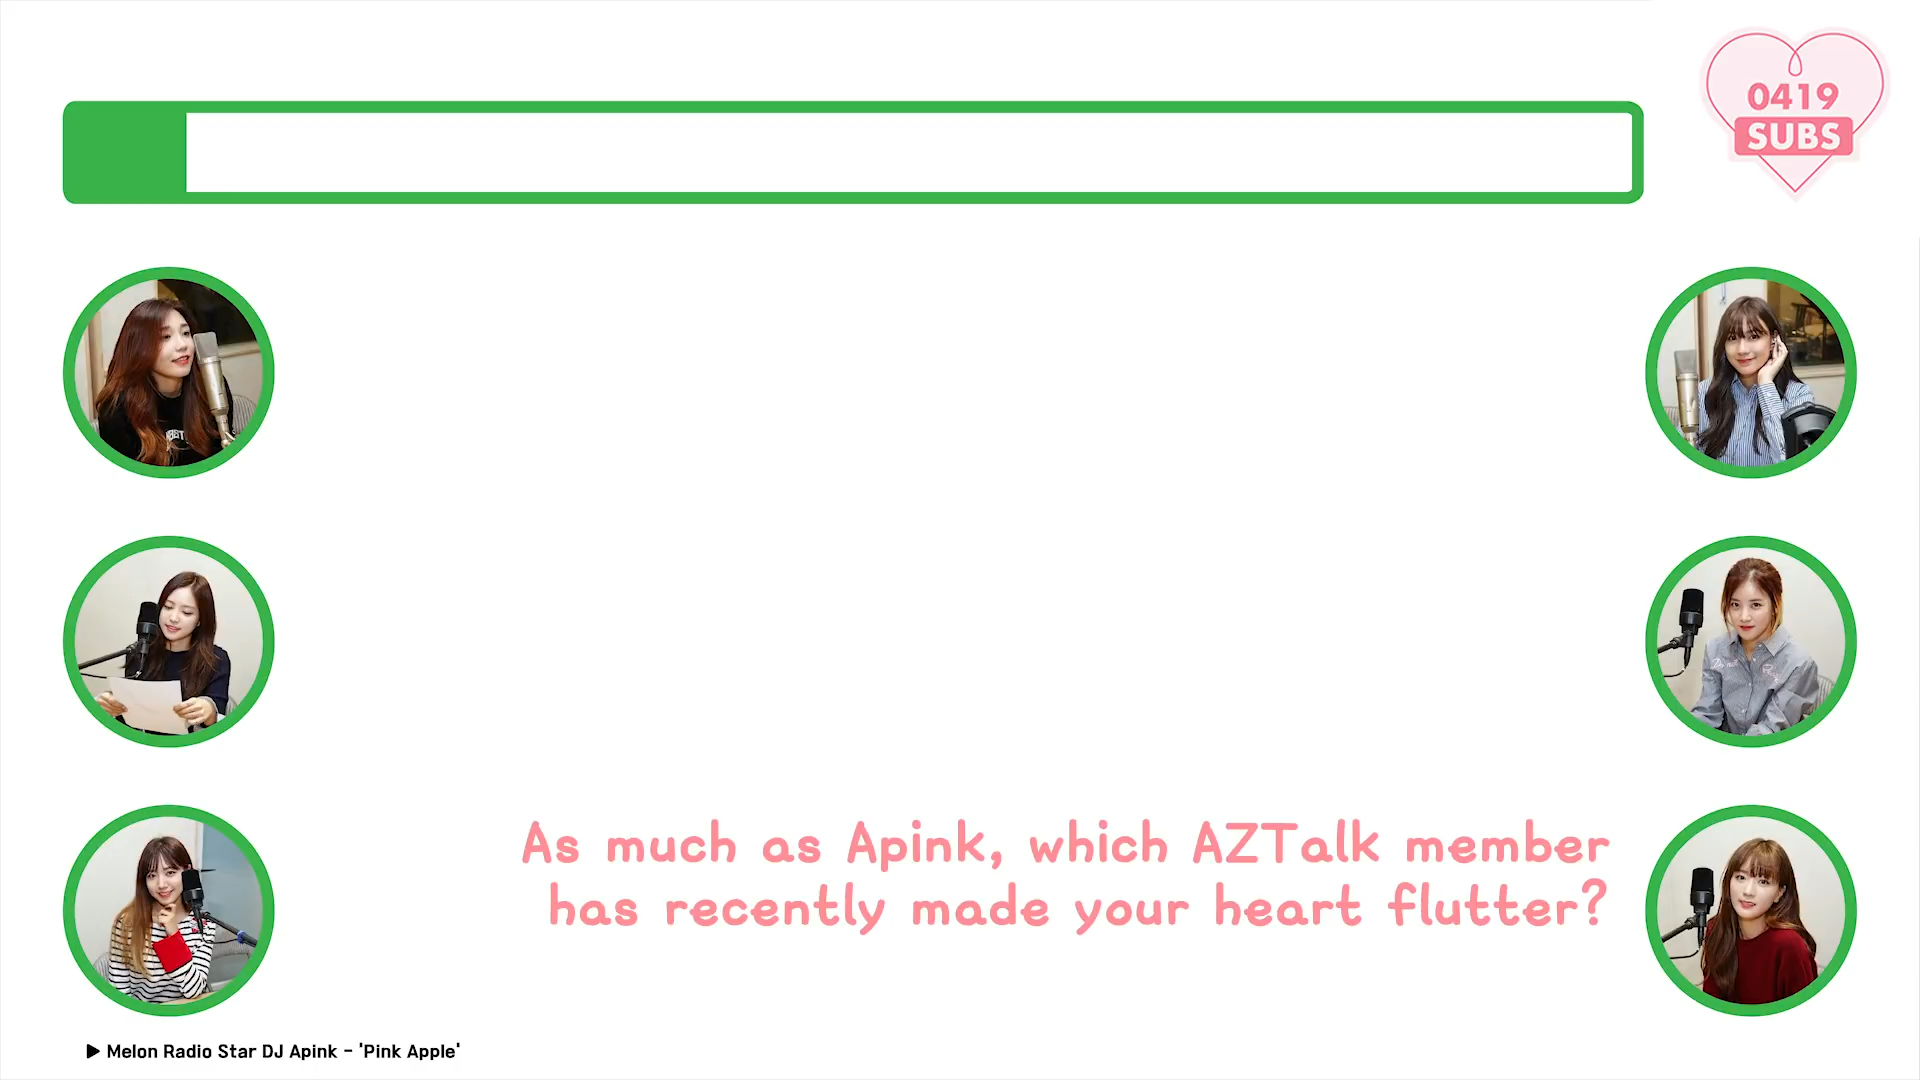 0419
SUBS
As much as Apink, which AZTalk member
has recently made your heart flutter?
▶ Melon Radio Star DJ Apink - 'Pink Apple'